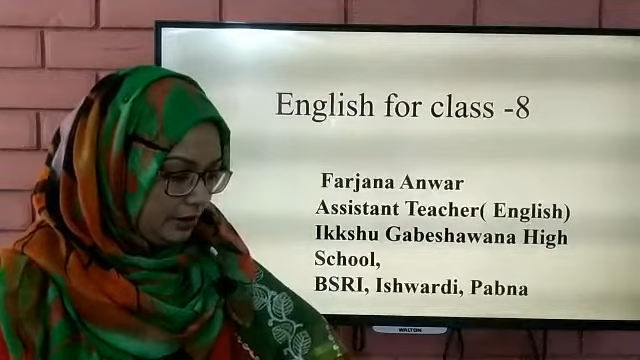 English for class -8
Farjana Anwar
Assistant Teacher( English)
Ikkshu Gabeshawana High
School,
BSRI, Ishwardi, Pabna
WALTON